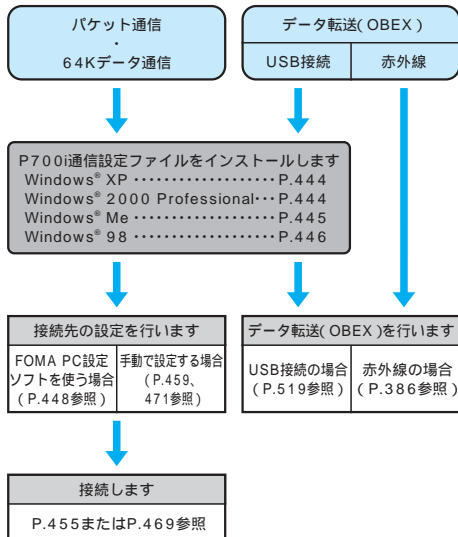 パケット通信
・
64Kデータ通信
データ転送(OBEX)
USB接続
赤外線
P700i通信設定ファイルをインストールします
Windows® XP ・・・・・・・・・・・・・・・・・・・P.444
Windows® 2000 Professional・・・P.444
Windows® Me ・・・・・・・・・・・・・・・・・・・P.445
Windows® 98 ・・・・・・・・・・・・・・・・・・・P.446
接続先の設定を行います
FOMA PC設定
ソフトを使う場合
(P.448参照)
手動で設定する場合
(P.459、
471参照)
データ転送(OBEX)を行います
USB接続の場合
(P.519参照)
赤外線の場合
(P.386参照)
接続します
P.455またはP.469参照